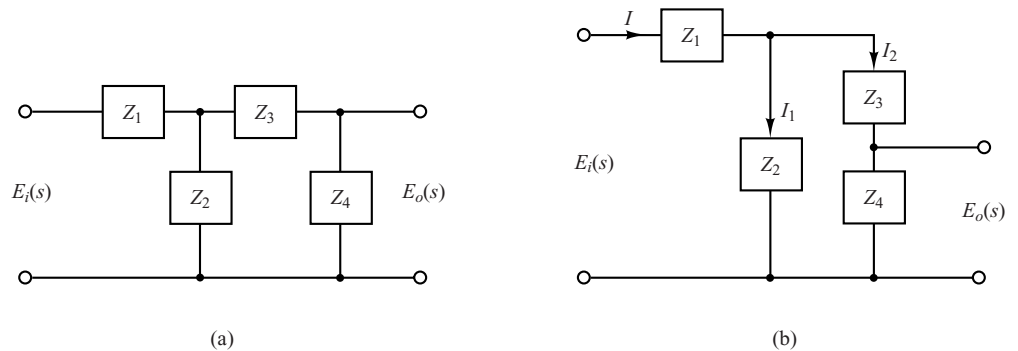 Z1
Z3
Z2
Z4
Ei(s)
Eo(s)
(a)
I
Z1
I2
Z3
I1
Z2
Z4
Ei(s)
Eo(s)
(b)